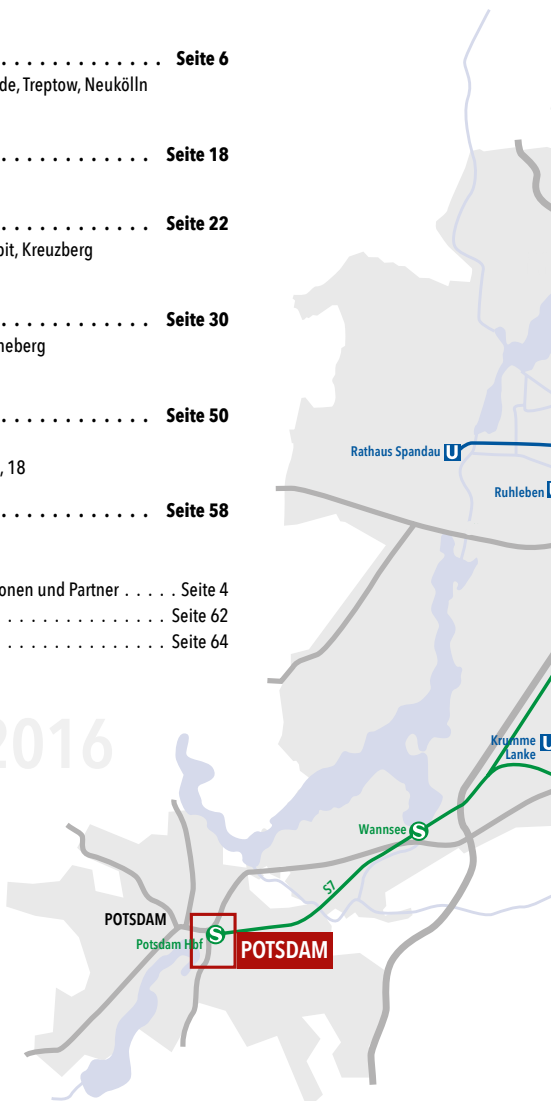 . . . . . . . . . . . . . . Seite 6
de, Treptow, Neukölln
. . . . . . . . . . . . . Seite 18
. . . . . . . . . . . . . Seite 22
bit, Kreuzberg
. . . . . . . . . . . . . Seite 30
neberg
. . . . . . . . . . . . . Seite 50
, 18
. . . . . . . . . . . . . Seite 58
onen und Partner . . . . . Seite 4
. . . . . . . . . . . . . . . Seite 62
. . . . . . . . . . . . . . . Seite 64
2016
Rathaus Spandau U
Ruhleben
Krumme U
Lanke
Wannsee S
S7
POTSDAM
Potsdam Hbf S
POTSDAM